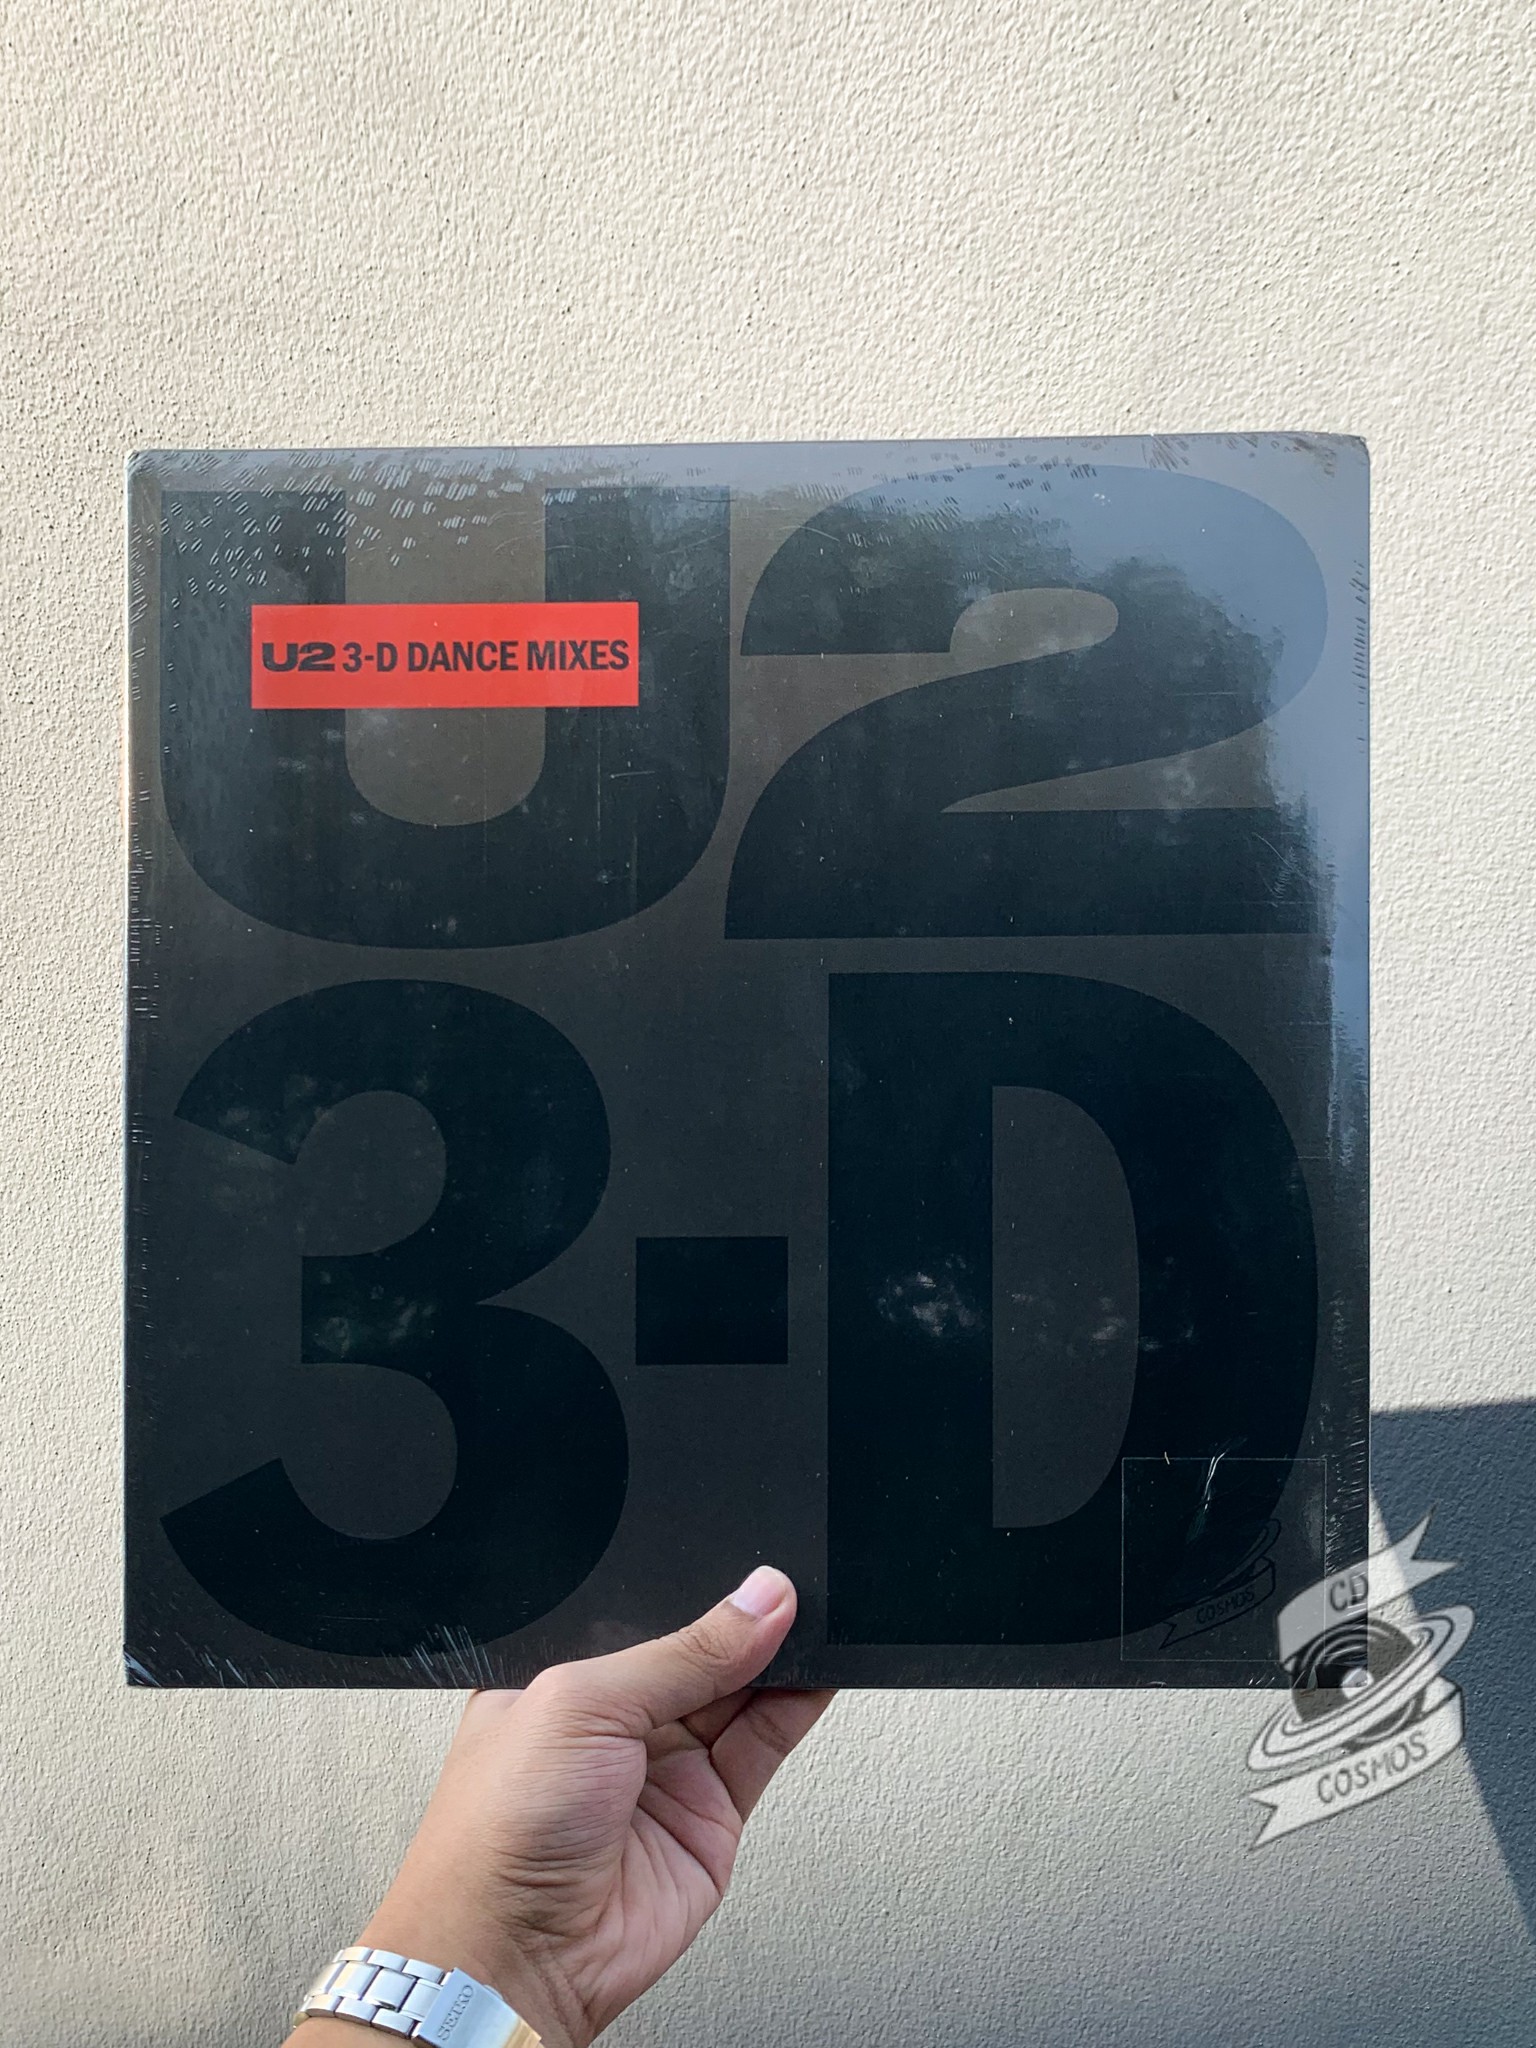 U2
U2 3-D DANCE MIXES
3-D
COSMOS
CD
COSMOS
SEIKO